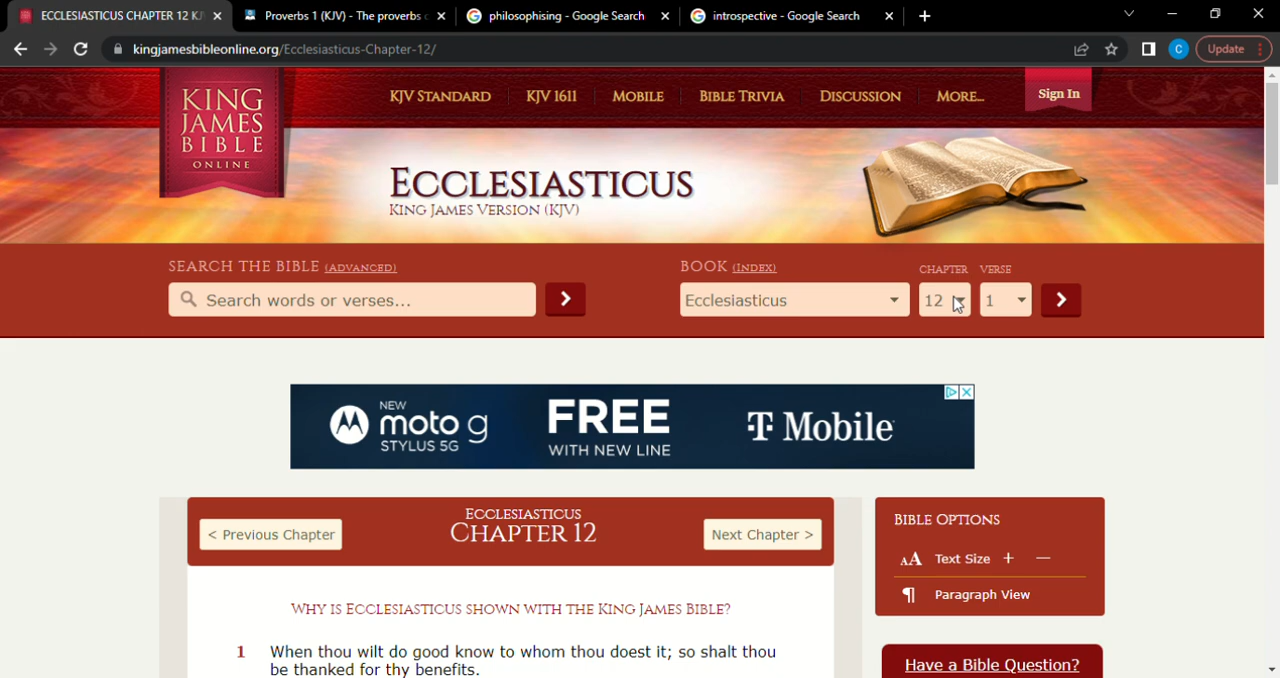 ECCLESIASTICUS CHAPTER 12 KJ
Proverbs 1 (KJV) - The proverbs o
philosophising - Google Search
introspective - Google Search
kingjamesbibleonline.org/Ecclesiasticus-Chapter-12/
C
Update
KING
JAMES
BIBLE
ONLINE
KJV STANDARD
KJV 1611
MOBILE
BIBLE TRIVIA
DISCUSSION
MORE...
Sign In
ECCLESIASTICUS
KING JAMES VERSION (KJV)
SEARCH THE BIBLE (ADVANCED)
BOOK (INDEX)
CHAPTER
VERSE
Search words or verses...
Ecclesiasticus
12
1
NEW
moto g
STYLUS 5G
FREE
WITH NEW LINE
T Mobile
< Previous Chapter
ECCLESIASTICUS
CHAPTER 12
Next Chapter >
BIBLE OPTIONS
AA Text Size + —
¶ Paragraph View
WHY IS ECCLESIASTICUS SHOWN WITH THE KING JAMES BIBLE?
1 When thou wilt do good know to whom thou doest it; so shalt thou
be thanked for thy benefits.
Have a Bible Question?